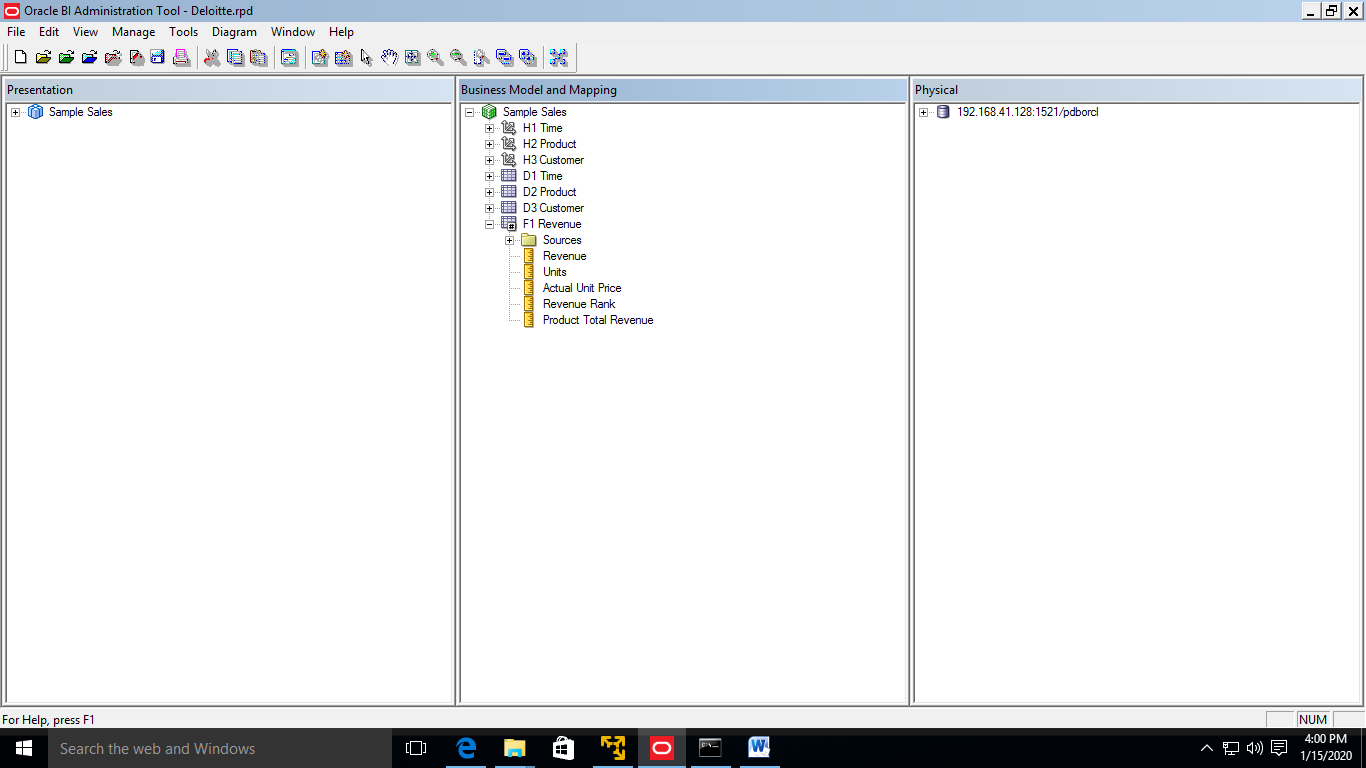 Oracle BI Administration Tool - Deloitte.rpd
File Edit View Manage Tools Diagram Window Help
Presentation
Sample Sales
Business Model and Mapping
Sample Sales
H1 Time
H2 Product
H3 Customer
D1 Time
D2 Product
D3 Customer
F1 Revenue
Sources
Revenue
Units
Actual Unit Price
Revenue Rank
Product Total Revenue
Physical
192.168.41.128:1521/pdborcl
For Help, press F1
NUM
Search the web and Windows
4:00 PM
1/15/2020